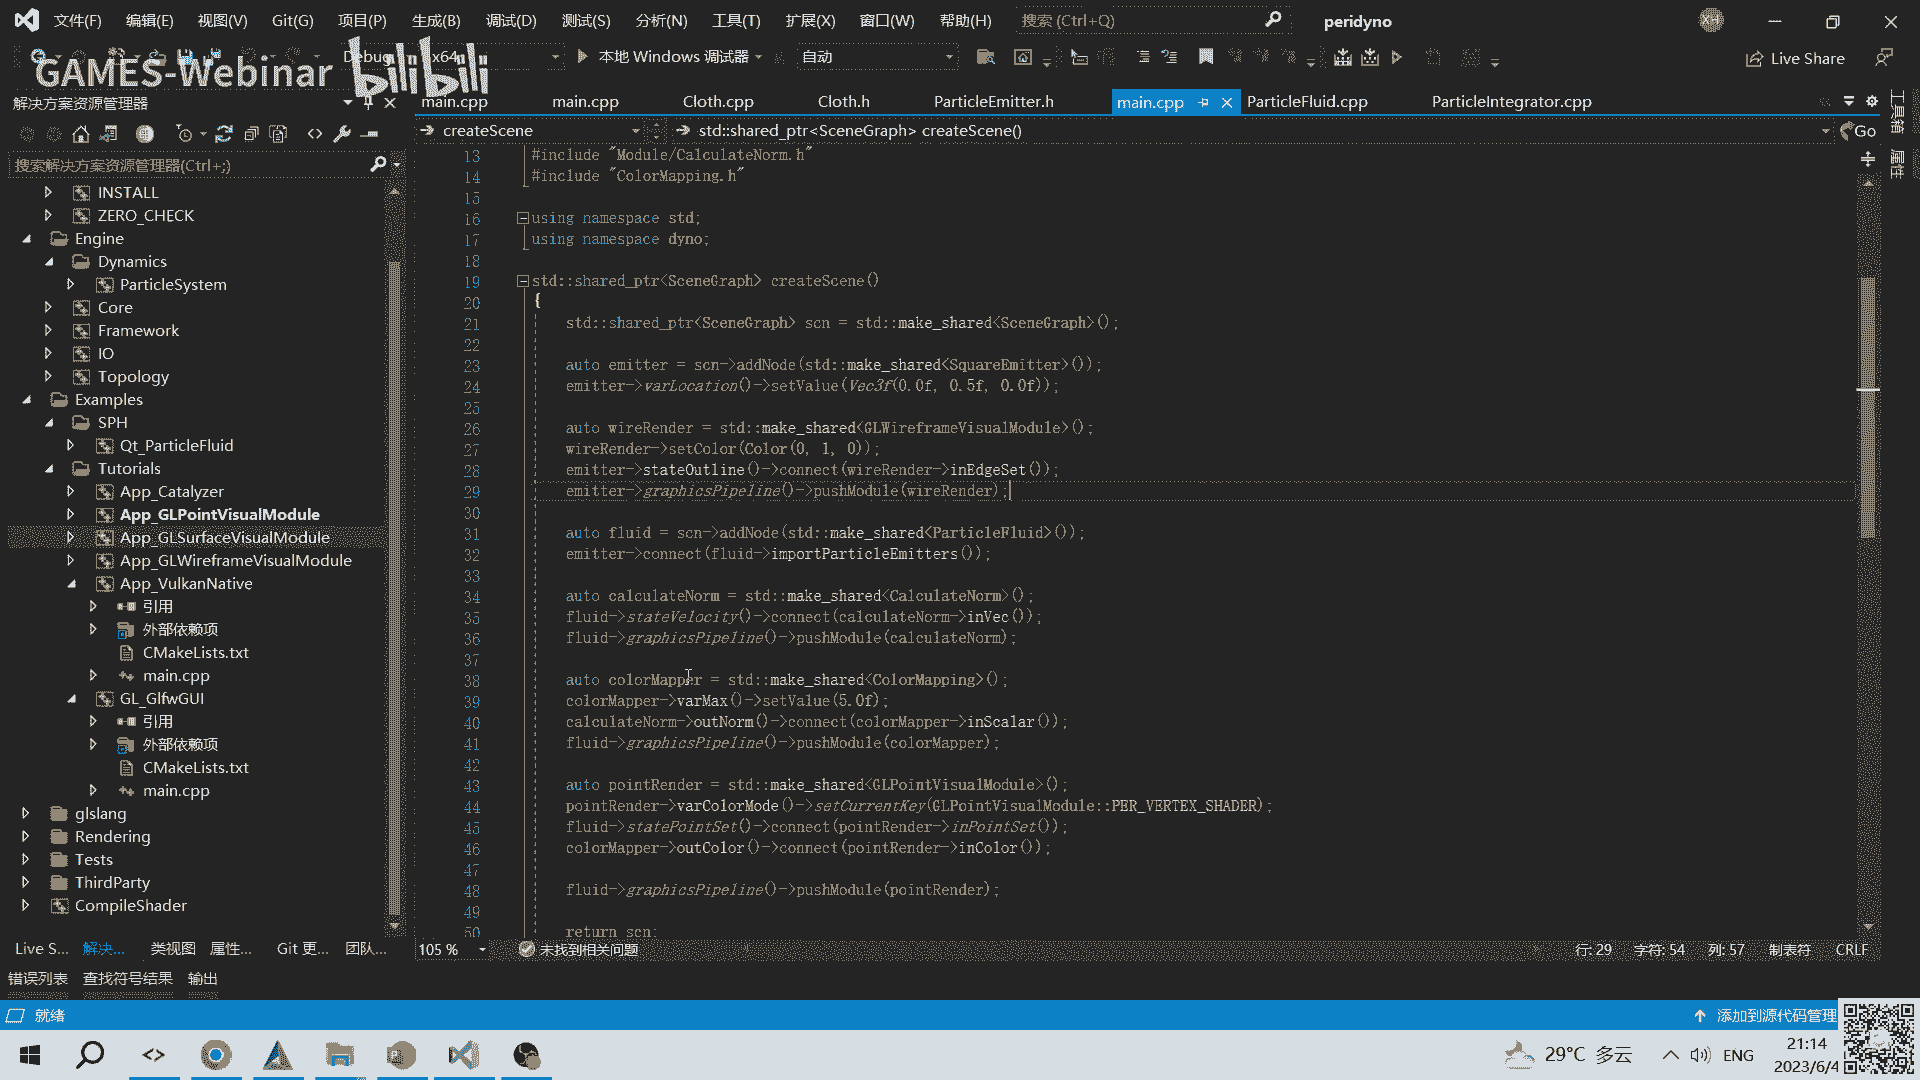 文件(F) 编辑(E) 视图(V) Git(G) 项目(P) 生成(B) 调试(D) 测试(S) 分析(N) 工具(T) 扩展(X) 窗口(W) 帮助(H) 搜索 (Ctrl+Q) peridyno XH
Debug x64 本地 Windows 调试器 自动 Live Share
GAMES-Webinar bilibili
解决方案资源管理器
main.cpp main.cpp Cloth.cpp Cloth.h ParticleEmitter.h main.cpp ParticleFluid.cpp ParticleIntegrator.cpp
createScene std::shared_ptr<SceneGraph> createScene() Go
搜索解决方案资源管理器(Ctrl+;)
INSTALL
ZERO_CHECK
Engine
Dynamics
ParticleSystem
Core
Framework
IO
Topology
Examples
SPH
Qt_ParticleFluid
Tutorials
App_Catalyzer
App_GLPointVisualModule
App_GLSurfaceVisualModule
App_GLWireframeVisualModule
App_VulkanNative
引用
外部依赖项
CMakeLists.txt
main.cpp
GL_GlfwGUI
引用
外部依赖项
CMakeLists.txt
main.cpp
glslang
Rendering
Tests
ThirdParty
CompileShader
Live S... 解决... 类视图 属性... Git 更... 团队...
13 #include "Module/CalculateNorm.h"
14 #include "ColorMapping.h"
15
16 using namespace std;
17 using namespace dyno;
18
19 std::shared_ptr<SceneGraph> createScene()
20 {
21 std::shared_ptr<SceneGraph> scn = std::make_shared<SceneGraph>();
22
23 auto emitter = scn->addNode(std::make_shared<SquareEmitter>());
24 emitter->varLocation()->setValue(Vec3f(0.0f, 0.5f, 0.0f));
25
26 auto wireRender = std::make_shared<GLWireframeVisualModule>();
27 wireRender->setColor(Color(0, 1, 0));
28 emitter->stateOutline()->connect(wireRender->inEdgeSet());
29 emitter->graphicsPipeline()->pushModule(wireRender);
30
31 auto fluid = scn->addNode(std::make_shared<ParticleFluid>());
32 emitter->connect(fluid->importParticleEmitters());
33
34 auto calculateNorm = std::make_shared<CalculateNorm>();
35 fluid->stateVelocity()->connect(calculateNorm->inVec());
36 fluid->graphicsPipeline()->pushModule(calculateNorm);
37
38 auto colorMapper = std::make_shared<ColorMapping>();
39 colorMapper->varMax()->setValue(5.0f);
40 calculateNorm->outNorm()->connect(colorMapper->inScalar());
41 fluid->graphicsPipeline()->pushModule(colorMapper);
42
43 auto pointRender = std::make_shared<GLPointVisualModule>();
44 pointRender->varColorMode()->setCurrentKey(GLPointVisualModule::PER_VERTEX_SHADER);
45 fluid->statePointSet()->connect(pointRender->inPointSet());
46 colorMapper->outColor()->connect(pointRender->inColor());
47
48 fluid->graphicsPipeline()->pushModule(pointRender);
49
50 return scn;
工具箱
属性
105 % 未找到相关问题 行: 29 字符: 54 列: 57 制表符 CRLF
错误列表 查找符号结果 输出
就绪 添加到源代码管理
29°C 多云 ENG
21:14
2023/6/4